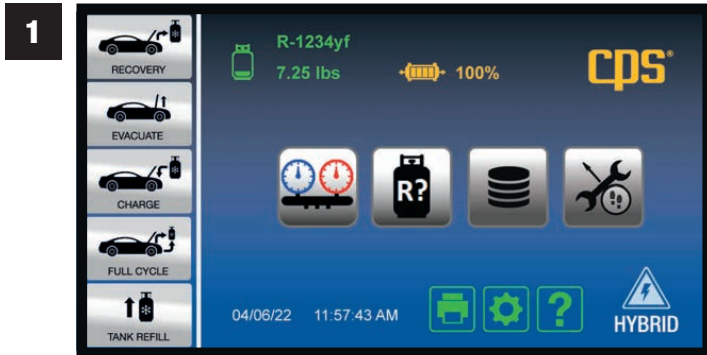 1
RECOVERY
EVACUATE
CHARGE
FULL CYCLE
TANK REFILL
R-1234yf
7.25 lbs
100%
cps®
R?
04/06/22 11:57:43 AM
?
HYBRID